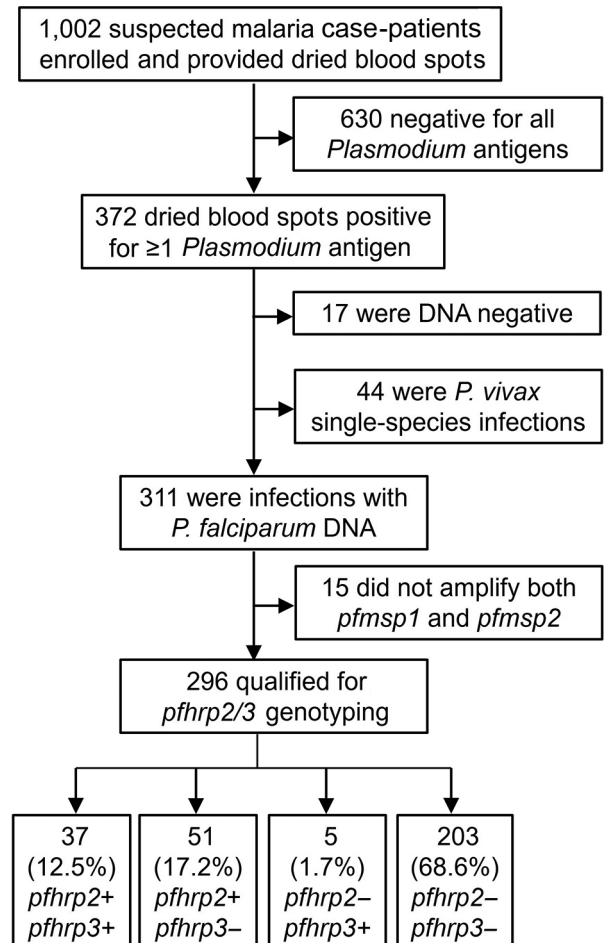 1,002 suspected malaria case-patients
enrolled and provided dried blood spots
630 negative for all
Plasmodium antigens
372 dried blood spots positive
for ≥1 Plasmodium antigen
17 were DNA negative
44 were P. vivax
single-species infections
311 were infections with
P. falciparum DNA
15 did not amplify both
pfmsp1 and pfmsp2
296 qualified for
pfhrp2/3 genotyping
37
(12.5%)
pfhrp2+
pfhrp3+
51
(17.2%)
pfhrp2+
pfhrp3–
5
(1.7%)
pfhrp2–
pfhrp3+
203
(68.6%)
pfhrp2–
pfhrp3–